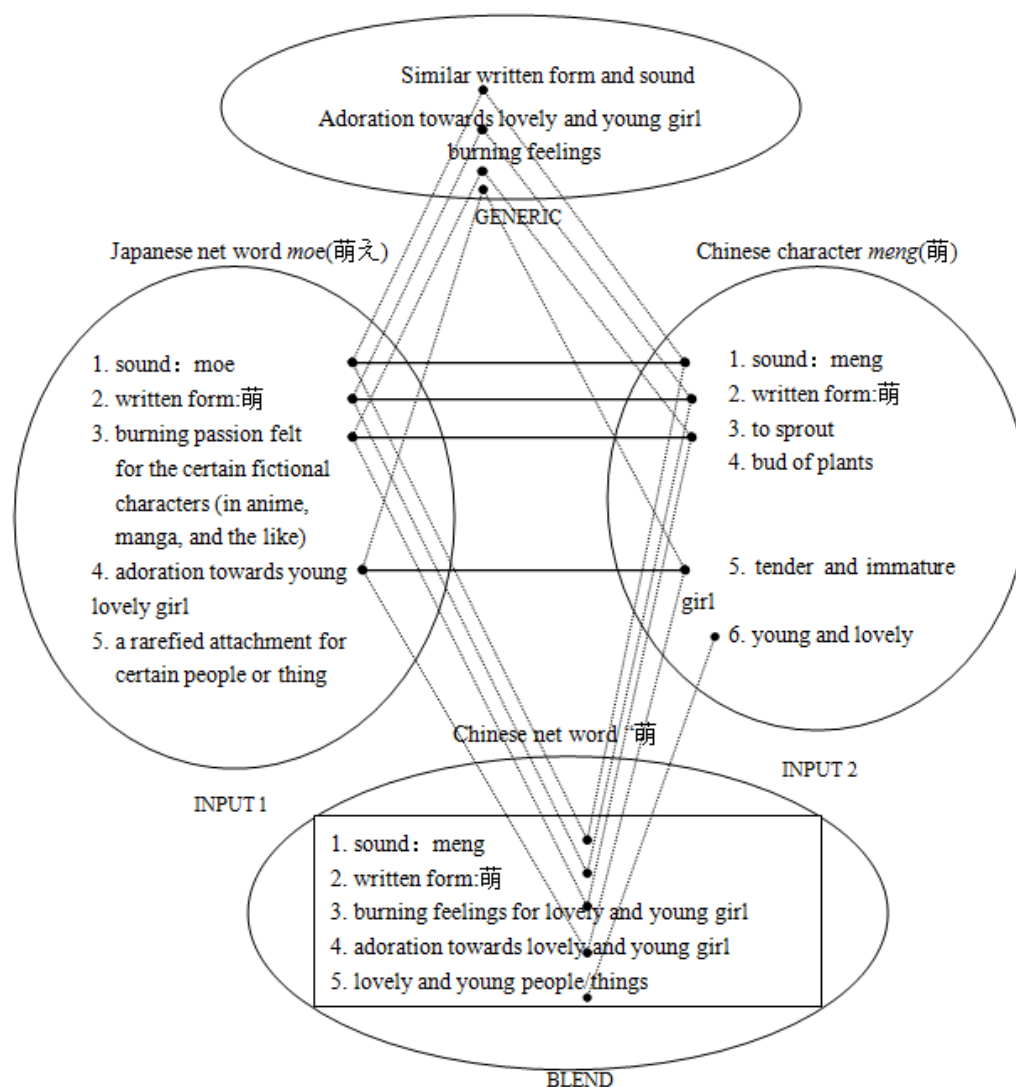 Similar written form and sound
Adoration towards lovely and young girl
burning feelings
GENERIC
Japanese net word moe(萌え)
1. sound：moe
2. written form:萌
3. burning passion felt
for the certain fictional
characters (in anime,
manga, and the like)
4. adoration towards young
lovely girl
5. a rarefied attachment for
certain people or thing
INPUT 1
Chinese character meng(萌)
1. sound：meng
2. written form:萌
3. to sprout
4. bud of plants
5. tender and immature
girl
6. young and lovely
INPUT 2
Chinese net word “萌
1. sound：meng
2. written form:萌
3. burning feelings for lovely and young girl
4. adoration towards lovely and young girl
5. lovely and young people/things
BLEND